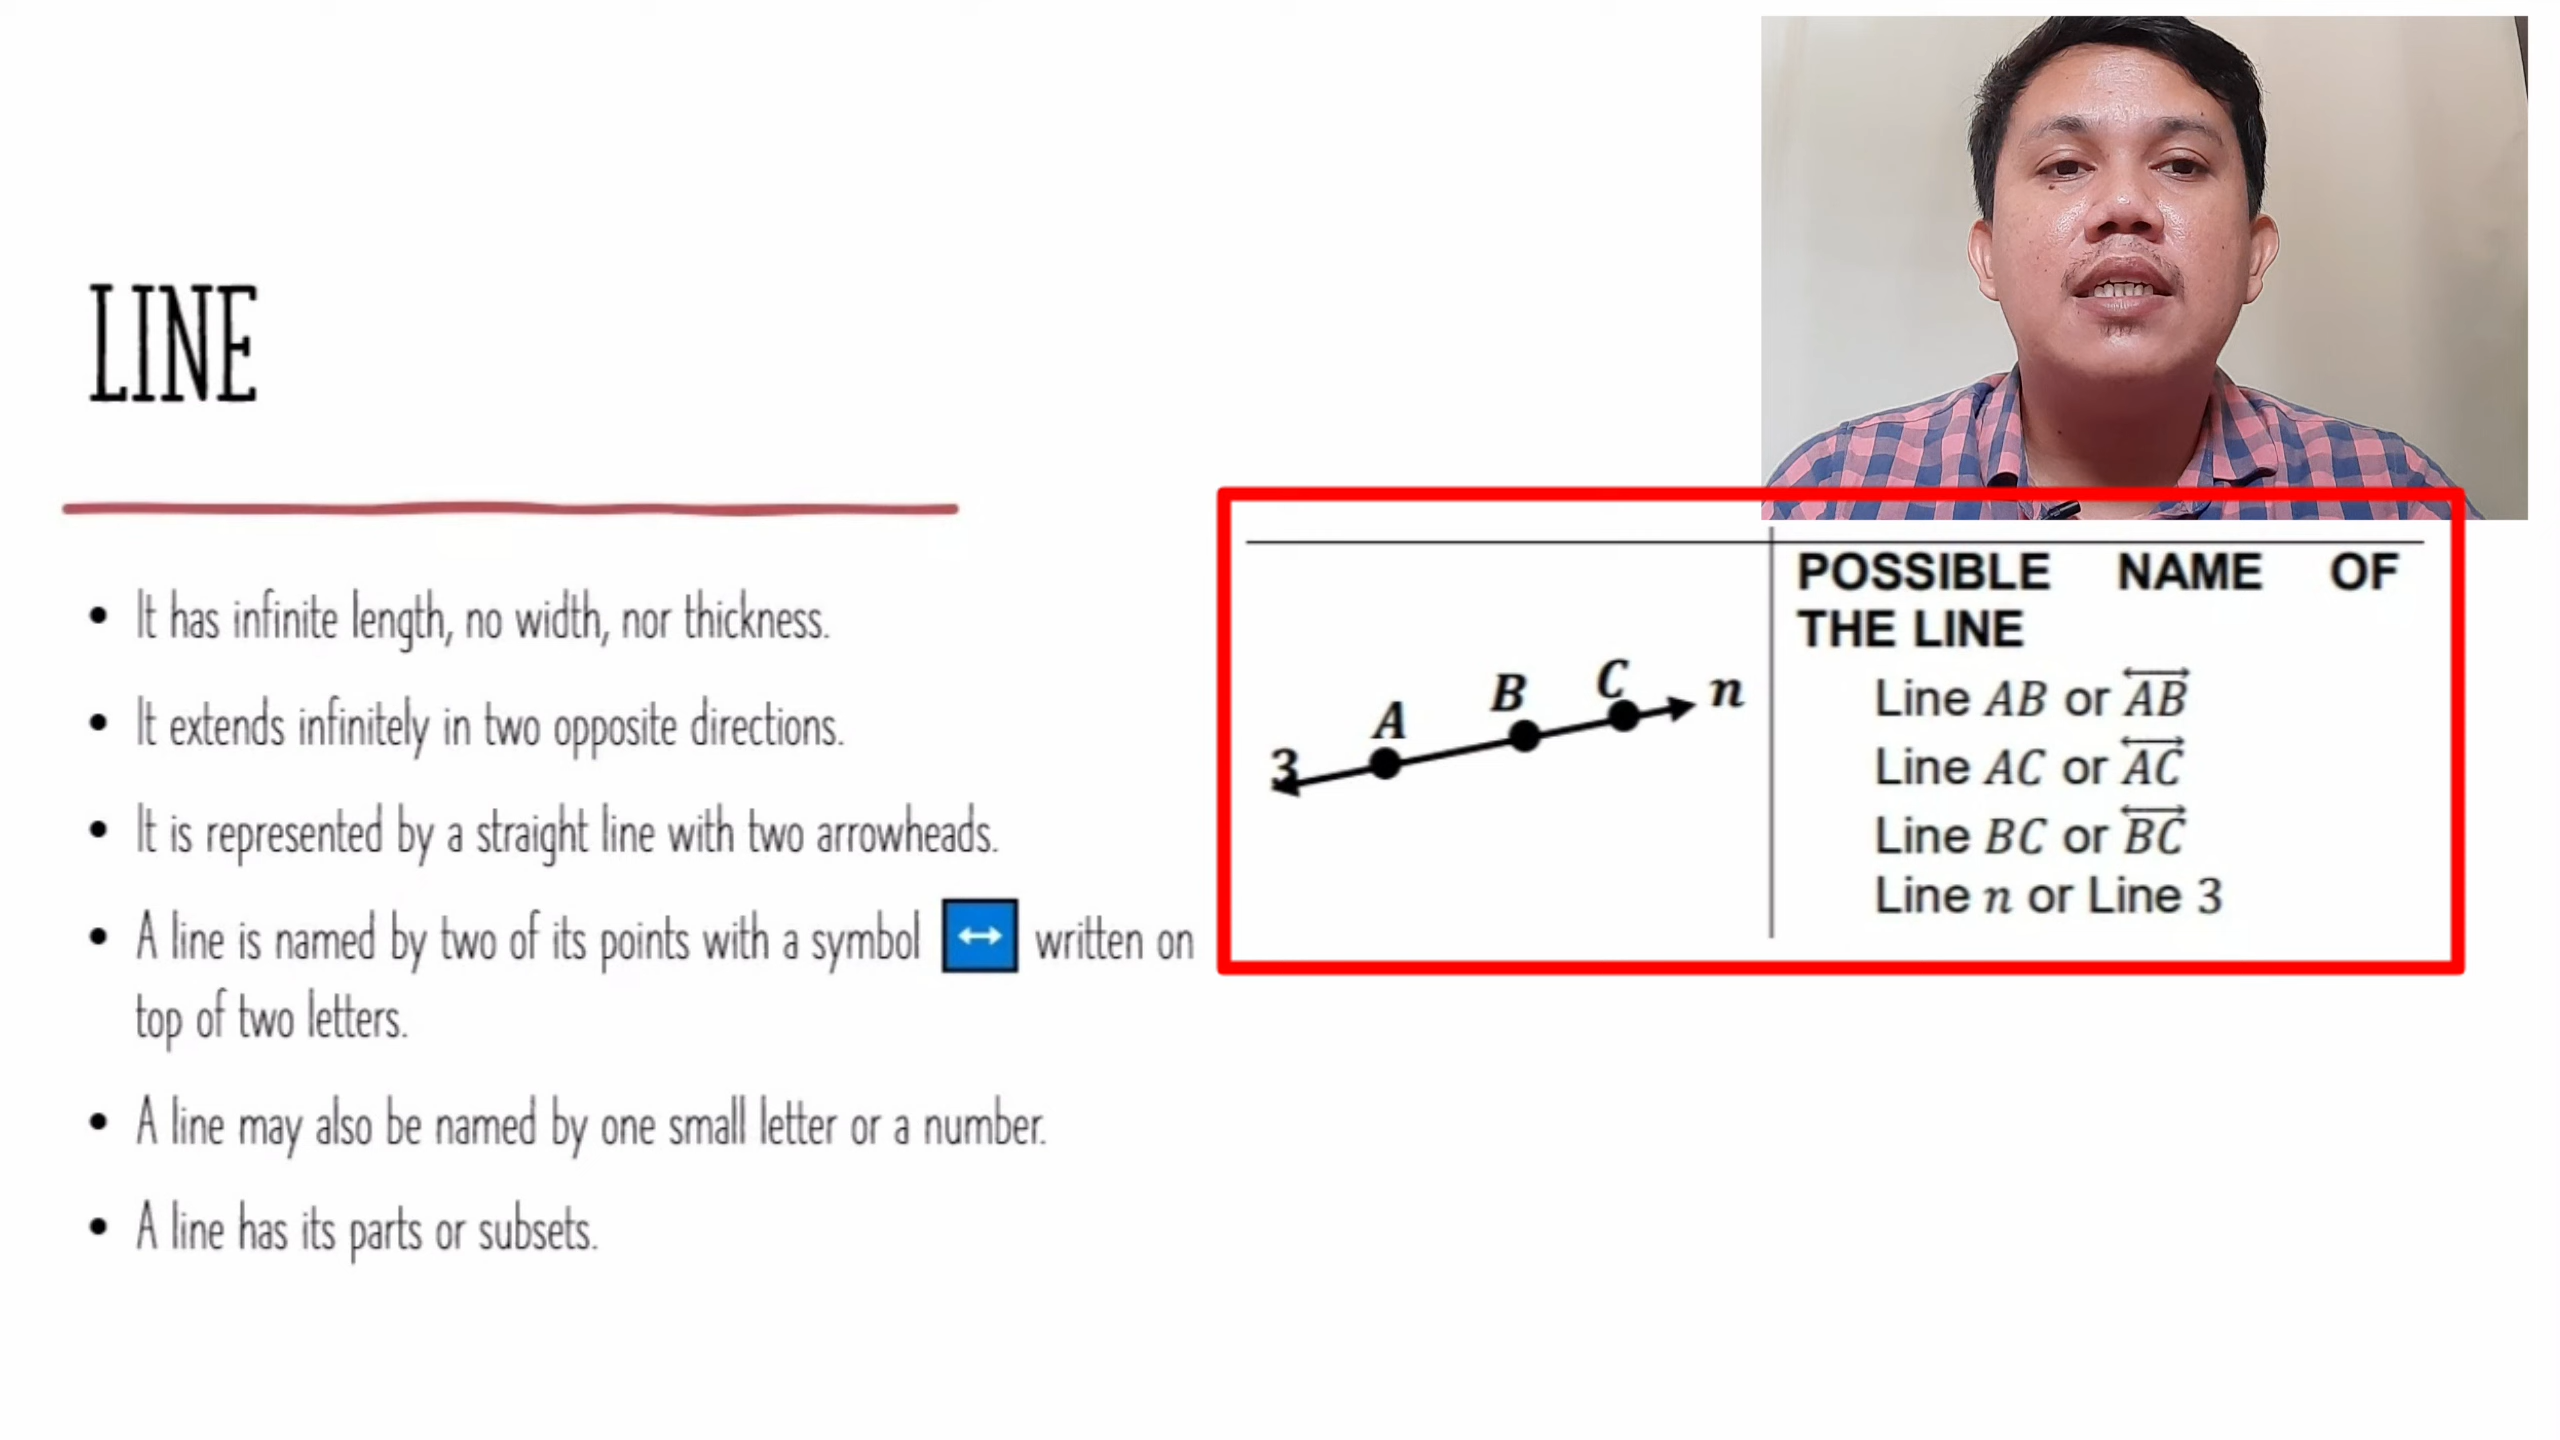 LINE
• It has infinite length, no width, nor thickness.
• It extends infinitely in two opposite directions.
• It is represented by a straight line with two arrowheads.
• A line is named by two of its points with a symbol ↔ written on
top of two letters.
• A line may also be named by one small letter or a number.
• A line has its parts or subsets.
3 A B C n
POSSIBLE NAME OF
THE LINE
Line AB or \overleftrightarrow{AB}
Line AC or \overleftrightarrow{AC}
Line BC or \overleftrightarrow{BC}
Line n or Line 3